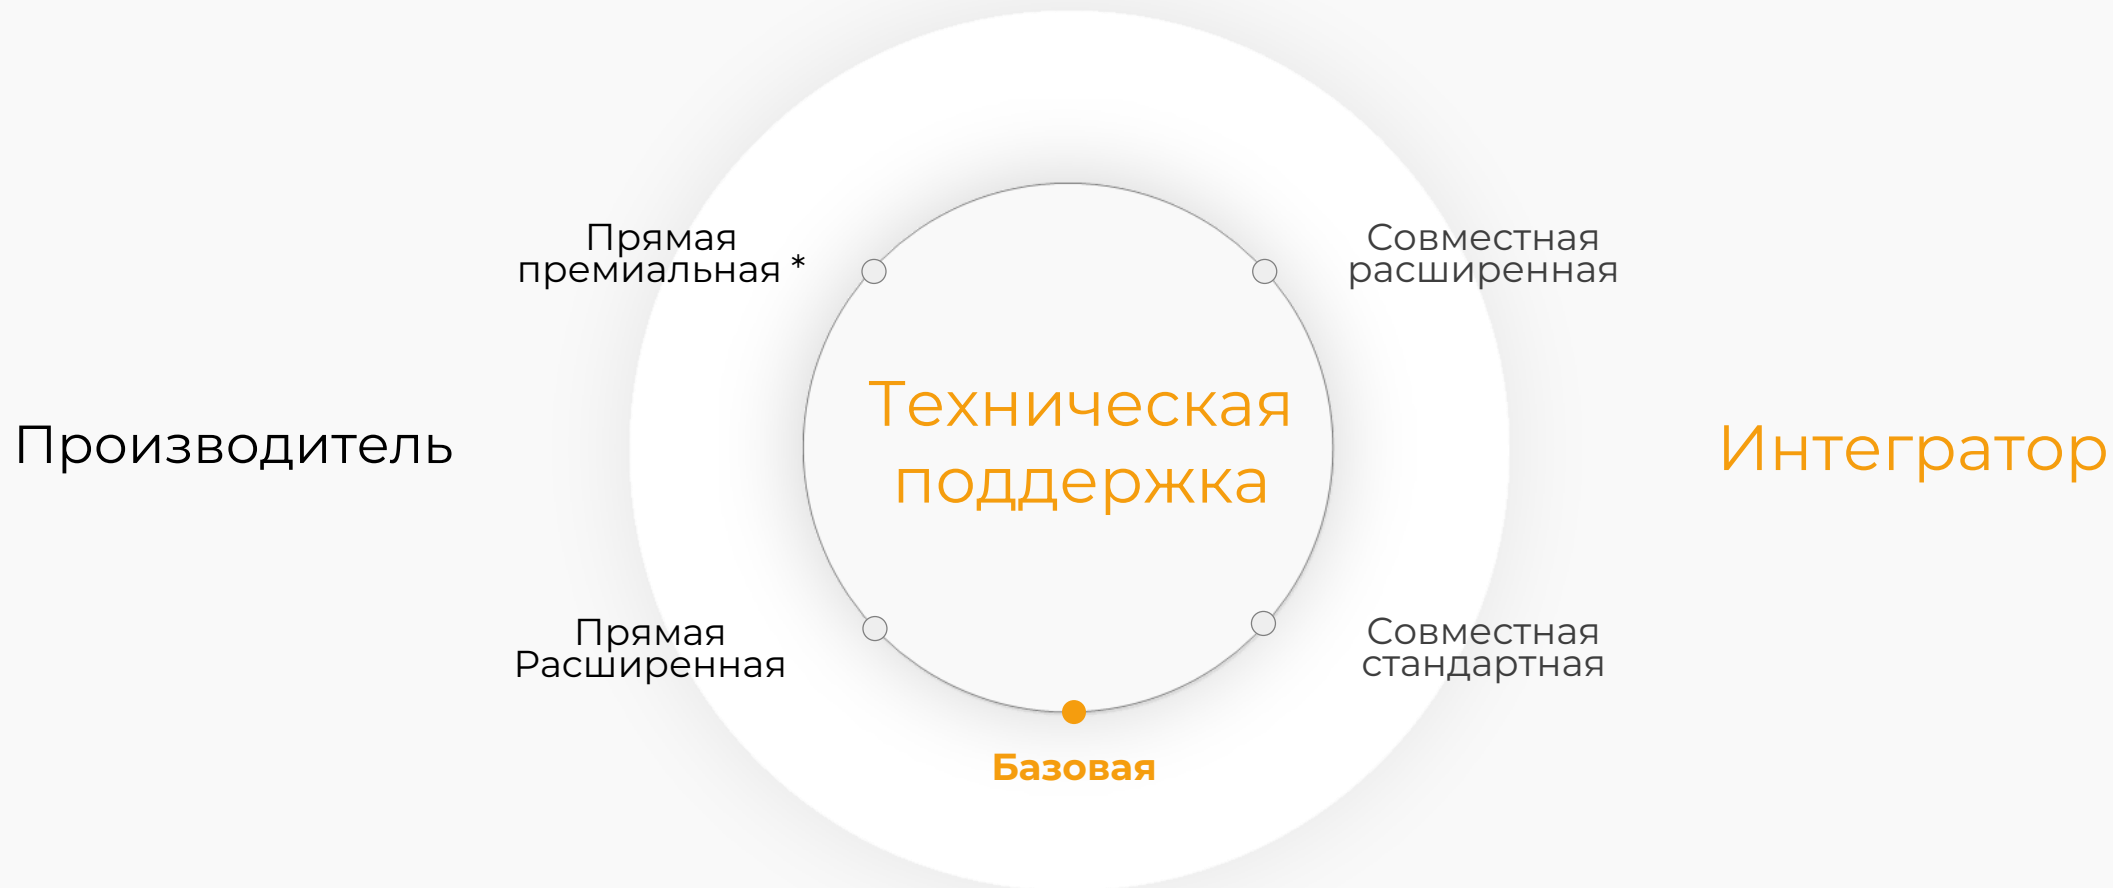 Прямая
премиальная *
Совместная
расширенная
Техническая
поддержка
Производитель
Интегратор
Прямая
Расширенная
Совместная
стандартная
Базовая